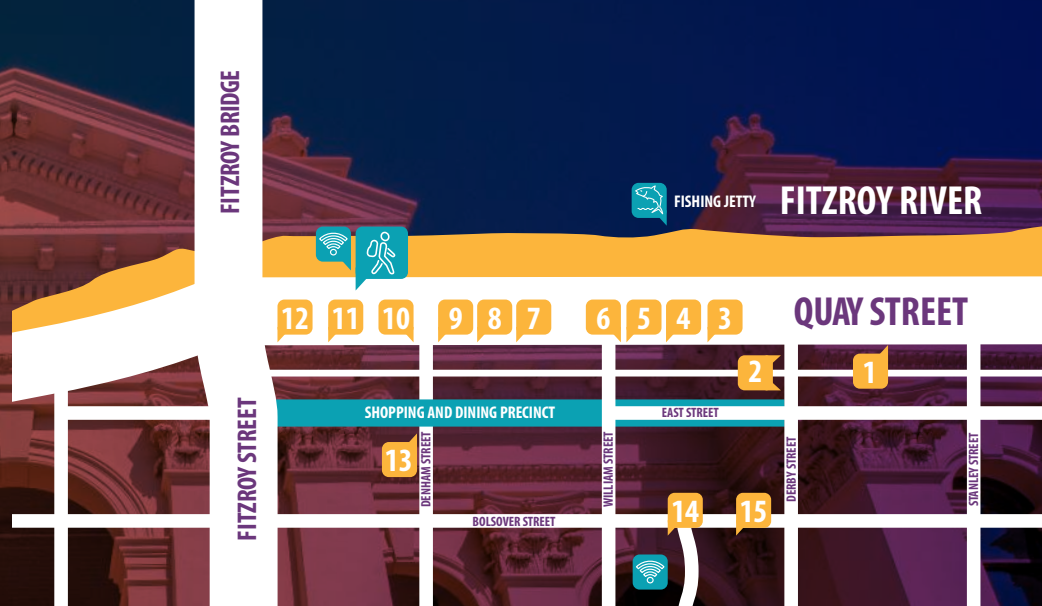 FITZROY BRIDGE
FISHING JETTY
FITZROY RIVER
12
11
10
9
8
7
6
5
4
3
QUAY STREET
2
1
SHOPPING AND DINING PRECINCT
EAST STREET
FITZROY STREET
13
DENHAM STREET
WILLIAM STREET
DERBY STREET
STANLEY STREET
14
15
BOLSOVER STREET